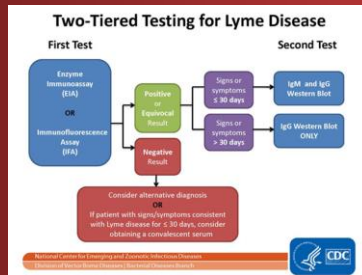 Two-Tiered Testing for Lyme Disease
First Test
Second Test
Enzyme
Immunoassay
(EIA)
OR
Immunofluorescence
Assay
(IFA)
Positive
or
Equivocal
Result
Negative
Result
Signs or
symptoms
≤ 30 days
Signs or
symptoms
> 30 days
IgM and IgG
Western Blot
IgG Western Blot
ONLY
Consider alternative diagnosis
OR
If patient with signs/symptoms consistent
with Lyme disease for ≤ 30 days, consider
obtaining a convalescent serum
National Center for Emerging and Zoonotic Infectious Diseases
Division of Vector Borne Diseases | Bacterial Diseases Branch
CDC